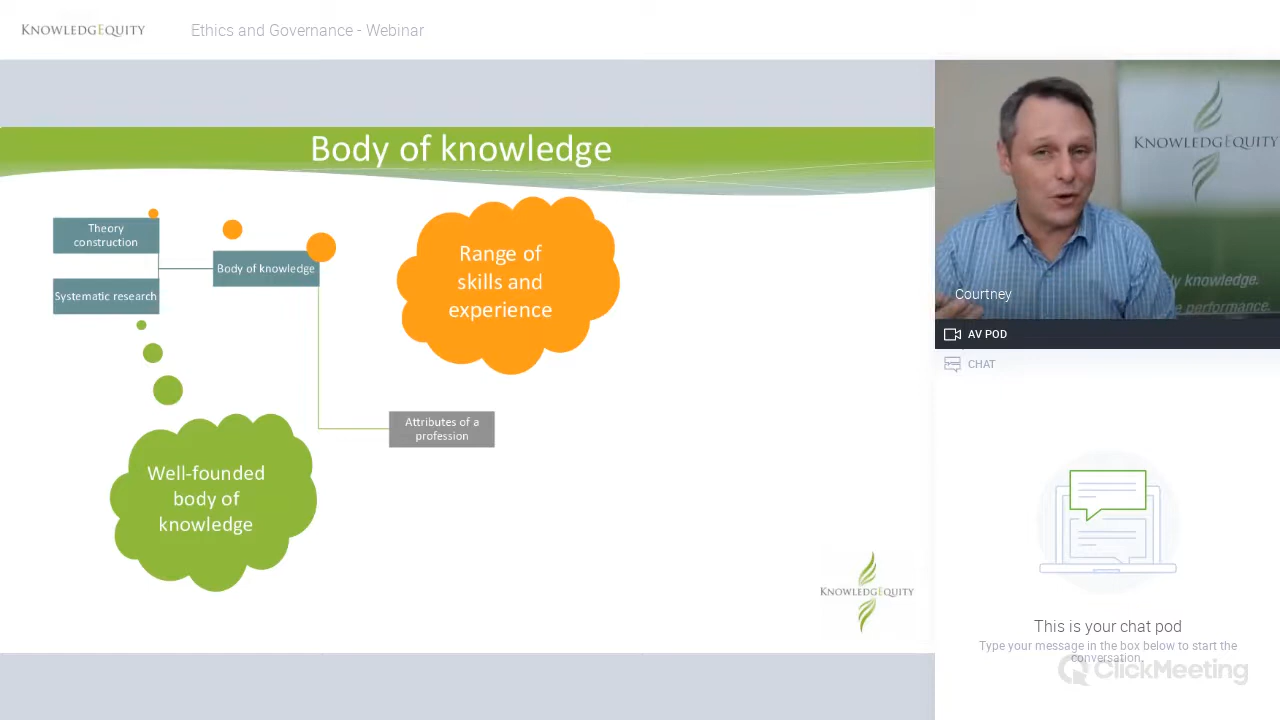 KNOWLEDGEQUITY
Ethics and Governance - Webinar
Body of knowledge
Theory
construction
Systematic research
Body of knowledge
Range of
skills and
experience
Attributes of a
profession
Well-founded
body of
knowledge
KNOWLEDGEQUITY
KNOWLEDGEQUITY
knowledge.
performance.
Courtney
AV POD
CHAT
This is your chat pod
Type your message in the box below to start the
conversation.
ClickMeeting